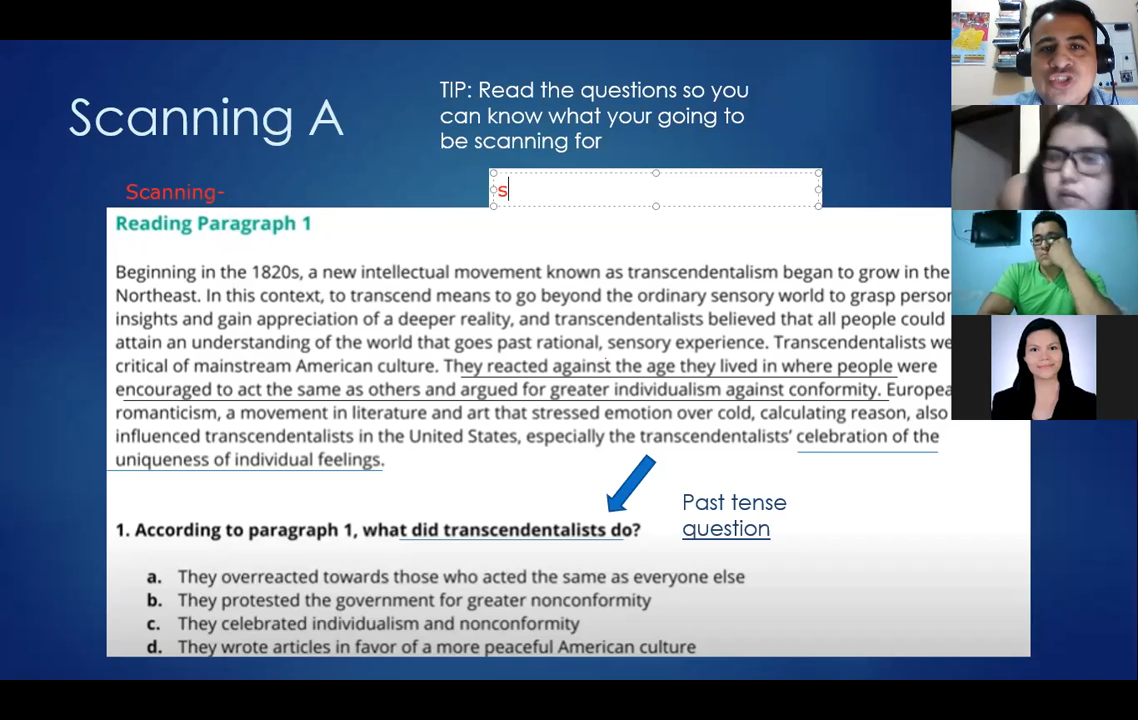 Scanning A
TIP: Read the questions so you
can know what your going to
be scanning for
Scanning-
s
Reading Paragraph 1
Beginning in the 1820s, a new intellectual movement known as transcendentalism began to grow in the
Northeast. In this context, to transcend means to go beyond the ordinary sensory world to grasp person
insights and gain appreciation of a deeper reality, and transcendentalists believed that all people could
attain an understanding of the world that goes past rational, sensory experience. Transcendentalists we
critical of mainstream American culture. They reacted against the age they lived in where people were
encouraged to act the same as others and argued for greater individualism against conformity. Europea
romanticism, a movement in literature and art that stressed emotion over cold, calculating reason, also
influenced transcendentalists in the United States, especially the transcendentalists' celebration of the
uniqueness of individual feelings.
Past tense
question
1. According to paragraph 1, what did transcendentalists do?
a. They overreacted towards those who acted the same as everyone else
b. They protested the government for greater nonconformity
c. They celebrated individualism and nonconformity
d. They wrote articles in favor of a more peaceful American culture